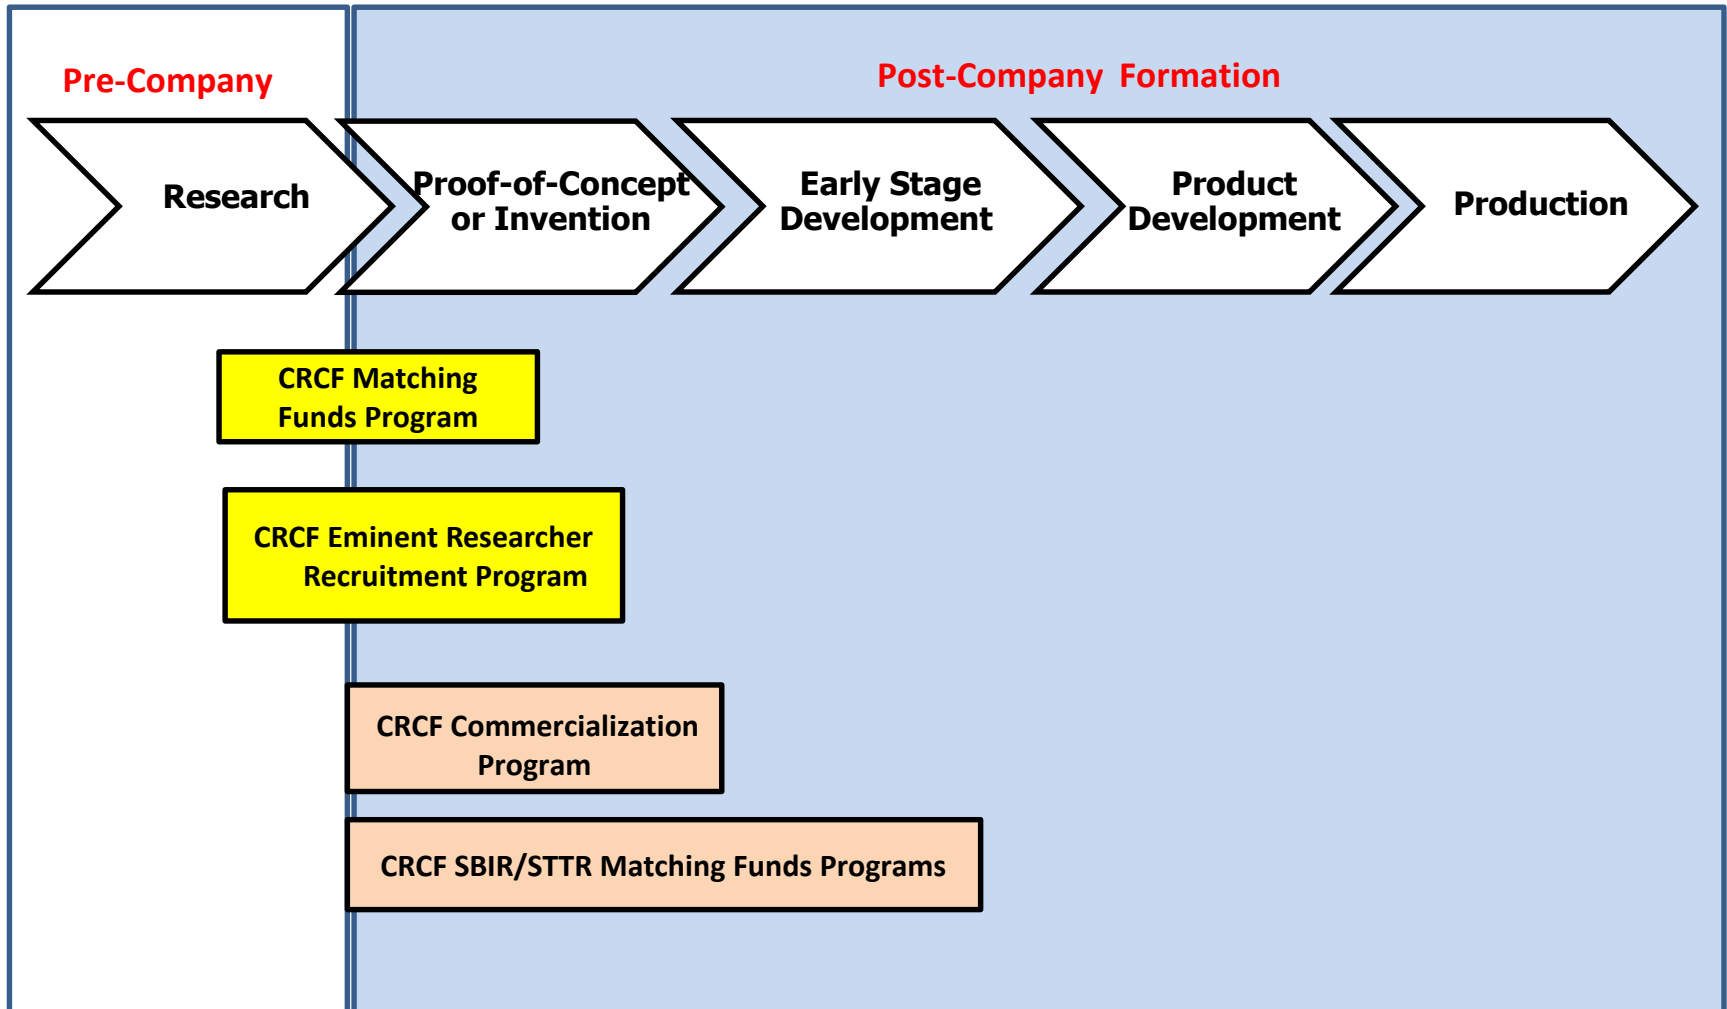 Pre-Company
Post-Company Formation
Research
Proof-of-Concept
or Invention
Early Stage
Development
Product
Development
Production
CRCF Matching
Funds Program
CRCF Eminent Researcher
Recruitment Program
CRCF Commercialization
Program
CRCF SBIR/STTR Matching Funds Programs